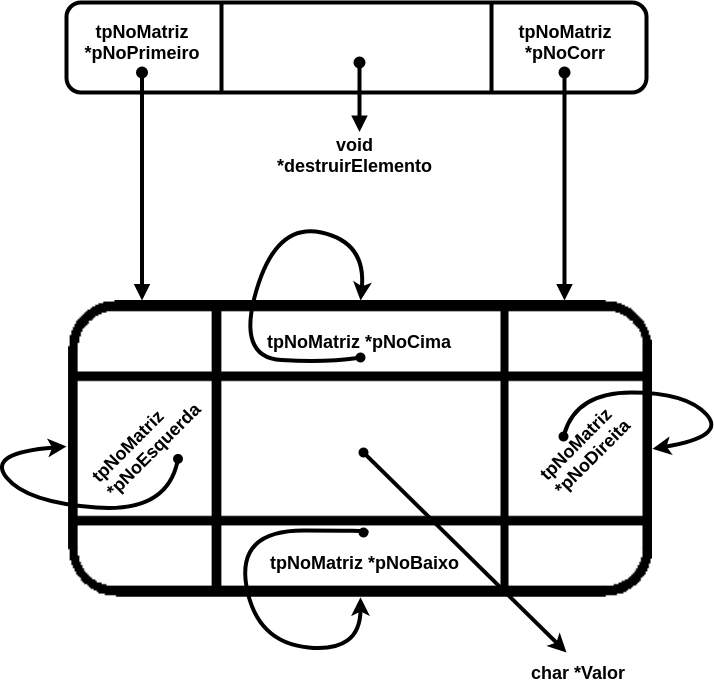 tpNoMatriz
*pNoPrimeiro
tpNoMatriz
*pNoCorr
void
*destruirElemento
tpNoMatriz *pNoCima
tpNoMatriz
*pNoEsquerda
tpNoMatriz
*pNoDireita
tpNoMatriz *pNoBaixo
char *Valor